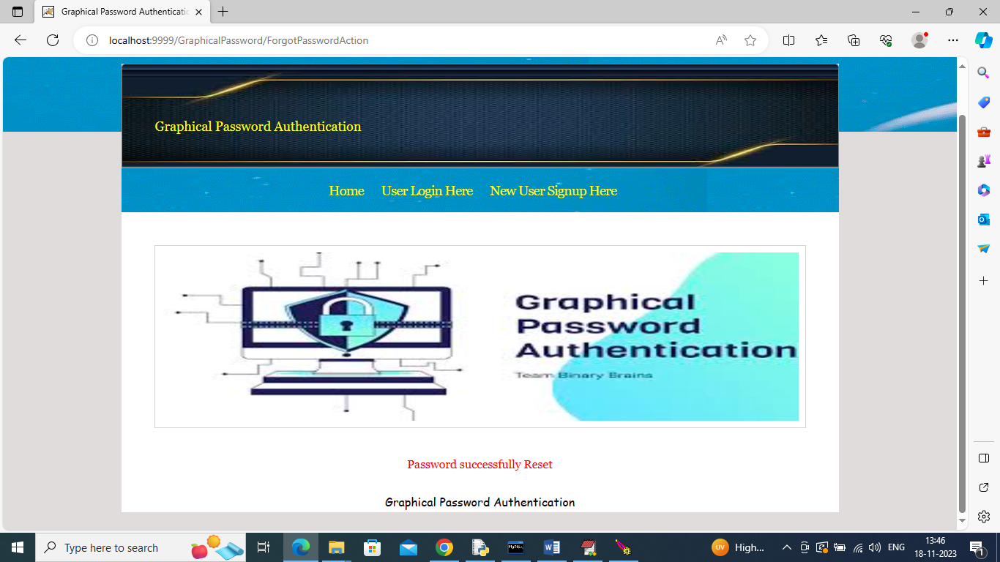 Graphical Password Authenticatic
localhost:9999/GraphicalPassword/ForgotPasswordAction
Graphical Password Authentication
Home User Login Here New User Signup Here
Graphical
Password
Authentication
Team Binary Brains
Password successfully Reset
Graphical Password Authentication
Type here to search
UV High... ENG 13:46
18-11-2023
1